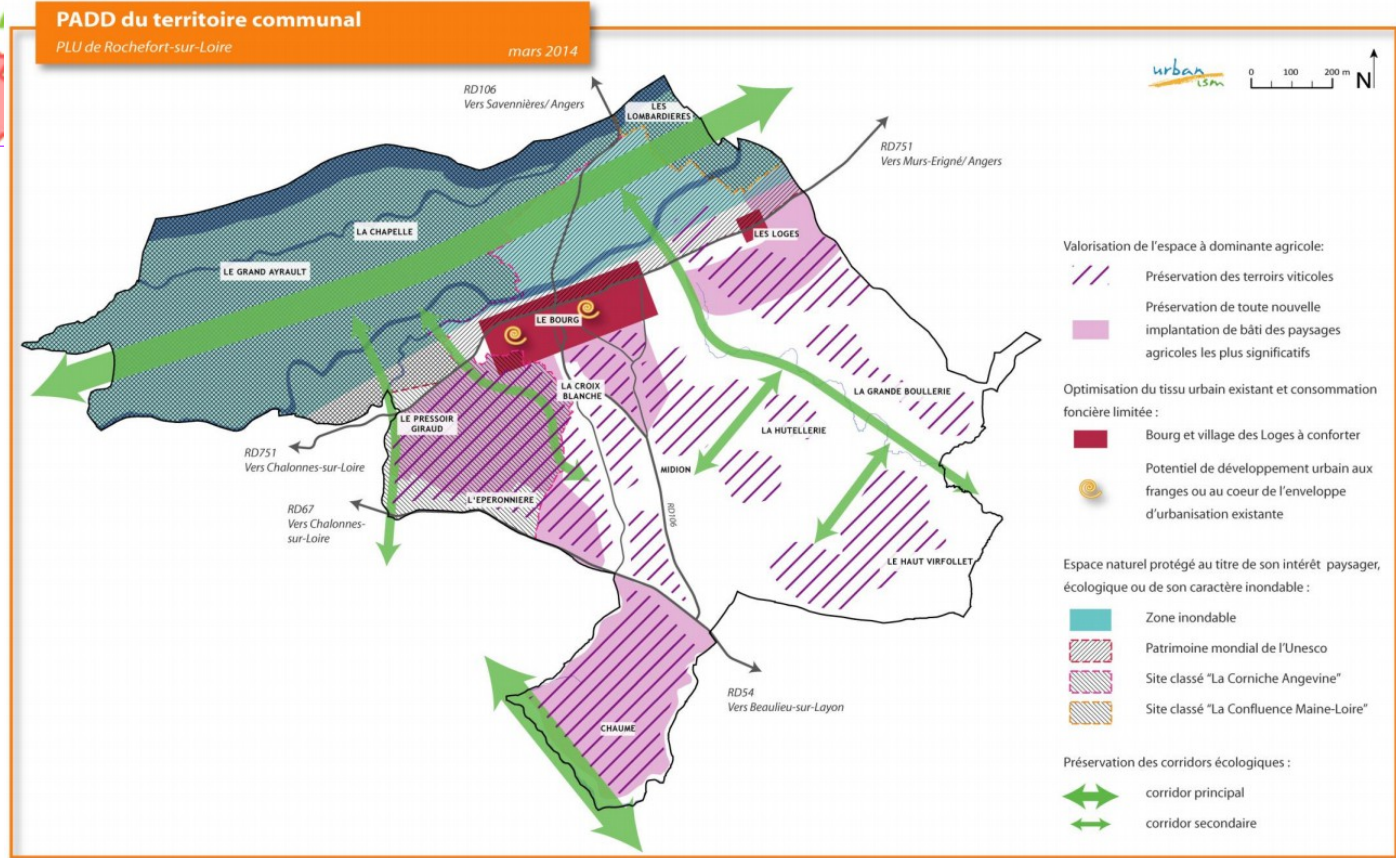 PADD du territoire communal
PLU de Rochefort-sur-Loire
mars 2014
urban
ism
0 100 200 m
N
RD106
Vers Savennières/ Angers
LES
LOMBARDIERES
RD751
Vers Murs-Erigné/ Angers
LA CHAPELLE
LES LOGES
LE GRAND AYRAULT
LE BOURG
LA CROIX
BLANCHE
LA GRANDE BOULLERIE
LE PRESSOIR
GIRAUD
LA HUTELLERIE
RD751
Vers Chalonnes-sur-Loire
MIDION
L'EPERONNIERE
RD67
Vers Chalonnes-
sur-Loire
RD106
LE HAUT VIRFOLLET
RD54
Vers Beaulieu-sur-Layon
CHAUME
Valorisation de l'espace à dominante agricole:
Préservation des terroirs viticoles
Préservation de toute nouvelle
implantation de bâti des paysages
agricoles les plus significatifs
Optimisation du tissu urbain existant et consommation
foncière limitée :
Bourg et village des Loges à conforter
Potentiel de développement urbain aux
franges ou au coeur de l'enveloppe
d'urbanisation existante
Espace naturel protégé au titre de son intérêt paysager,
écologique ou de son caractère inondable :
Zone inondable
Patrimoine mondial de l'Unesco
Site classé "La Corniche Angevine"
Site classé "La Confluence Maine-Loire"
Préservation des corridors écologiques :
corridor principal
corridor secondaire